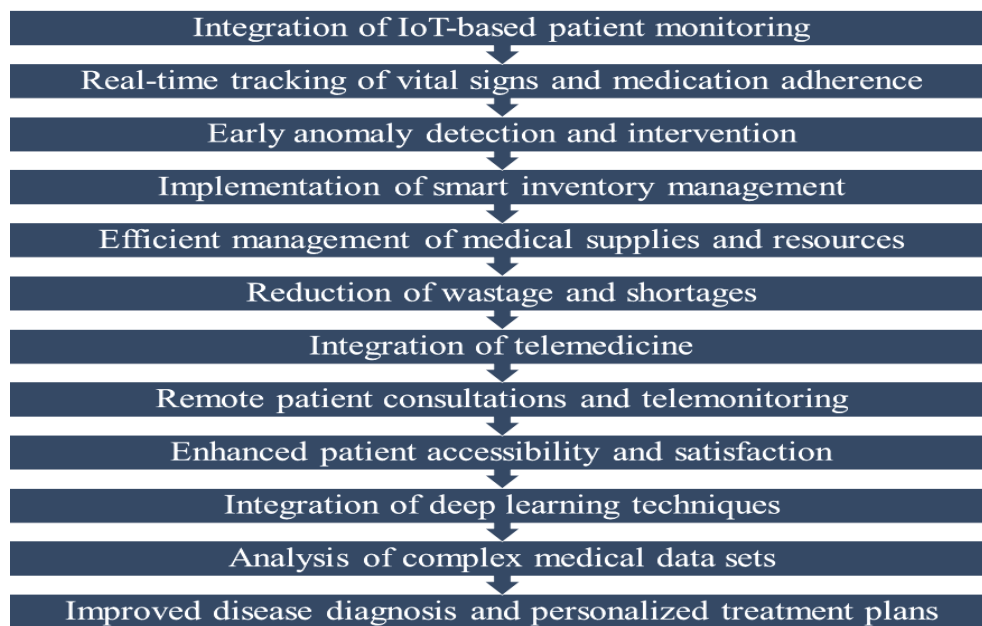 Integration of IoT-based patient monitoring
Real-time tracking of vital signs and medication adherence
Early anomaly detection and intervention
Implementation of smart inventory management
Efficient management of medical supplies and resources
Reduction of wastage and shortages
Integration of telemedicine
Remote patient consultations and telemonitoring
Enhanced patient accessibility and satisfaction
Integration of deep learning techniques
Analysis of complex medical data sets
Improved disease diagnosis and personalized treatment plans